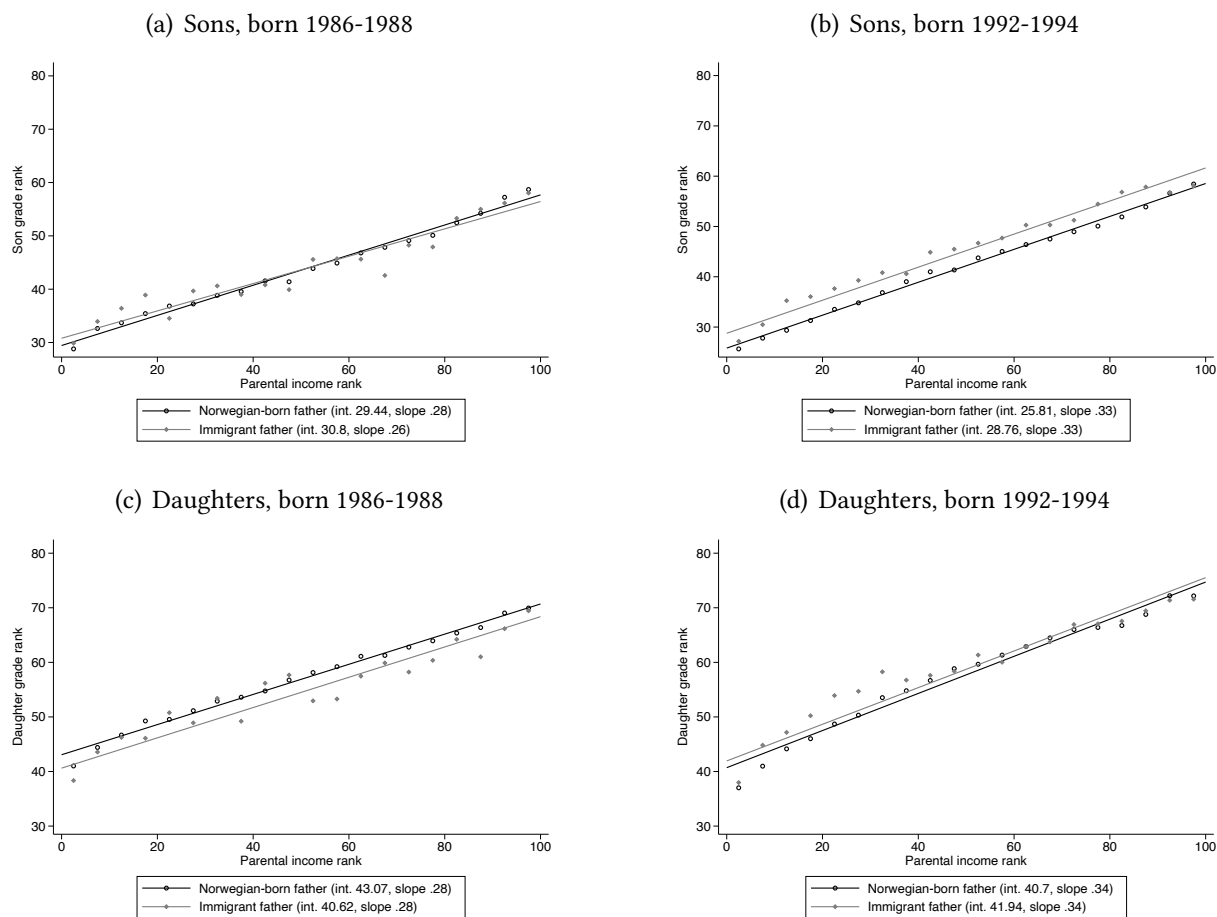 (a) Sons, born 1986-1988
80
70
60
50
40
30
Son grade rank
0 20 40 60 80 100
Parental income rank
Norwegian-born father (int. 29.44, slope .28)
Immigrant father (int. 30.8, slope .26)
(b) Sons, born 1992-1994
80
70
60
50
40
30
Son grade rank
0 20 40 60 80 100
Parental income rank
Norwegian-born father (int. 25.81, slope .33)
Immigrant father (int. 28.76, slope .33)
(c) Daughters, born 1986-1988
80
70
60
50
40
30
Daughter grade rank
0 20 40 60 80 100
Parental income rank
Norwegian-born father (int. 43.07, slope .28)
Immigrant father (int. 40.62, slope .28)
(d) Daughters, born 1992-1994
80
70
60
50
40
30
Daughter grade rank
0 20 40 60 80 100
Parental income rank
Norwegian-born father (int. 40.7, slope .34)
Immigrant father (int. 41.94, slope .34)